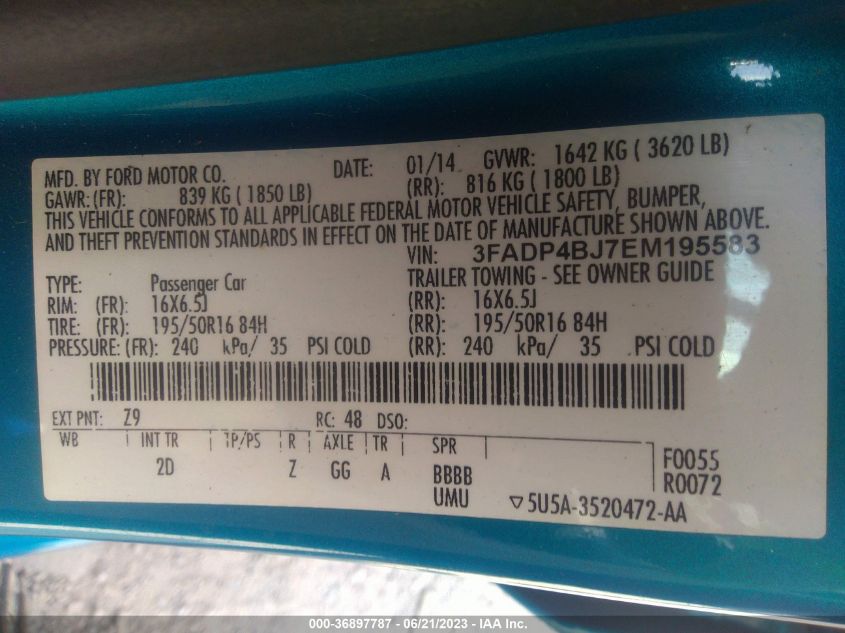 MFD. BY FORD MOTOR CO. DATE: 01/14 GVWR: 1642 KG ( 3620 LB)
GAWR: (FR): 839 KG ( 1850 LB) (RR): 816 KG ( 1800 LB)
THIS VEHICLE CONFORMS TO ALL APPLICABLE FEDERAL MOTOR VEHICLE SAFETY, BUMPER,
AND THEFT PREVENTION STANDARDS IN EFFECT ON THE DATE OF MANUFACTURE SHOWN ABOVE.
VIN: 3FADP4BJ7EM195583
TYPE: Passenger Car TRAILER TOWING - SEE OWNER GUIDE
RIM: (FR): 16X6.5J (RR): 16X6.5J
TIRE: (FR): 195/50R16 84H (RR): 195/50R16 84H
PRESSURE: (FR): 240 kPa/ 35 PSI COLD (RR): 240 kPa/ 35 PSI COLD
EXT PNT: Z9 RC: 48 DSO:
WB INT TR TP/PS R AXLE TR SPR
2D Z GG A BBBB F0055
UMU R0072
5U5A-3520472-AA
000-36897787 - 06/21/2023 - IAA Inc.